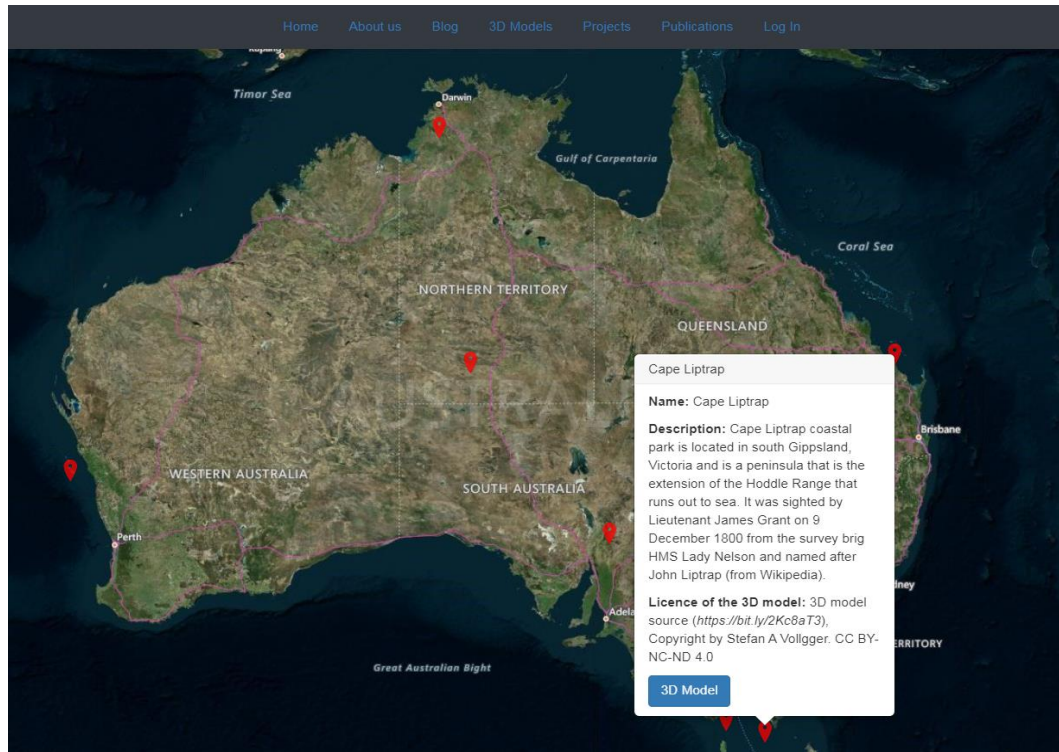 Home About us Blog 3D Models Projects Publications Log In
Kupang
Timor Sea
Darwin
Gulf of Carpentaria
Coral Sea
NORTHERN TERRITORY
QUEENSLAND
AUSTRA
Cape Liptrap
Name: Cape Liptrap
Description: Cape Liptrap coastal
park is located in south Gippsland,
Victoria and is a peninsula that is the
extension of the Hoddle Range that
runs out to sea. It was sighted by
Lieutenant James Grant on 9
December 1800 from the survey brig
HMS Lady Nelson and named after
John Liptrap (from Wikipedia).
Licence of the 3D model: 3D model
source (https://bit.ly/2Kc8aT3),
Copyright by Stefan A Vollgger. CC BY-
NC-ND 4.0
3D Model
Brisbane
WESTERN AUSTRALIA
SOUTH AUSTRALIA
Perth
dney
Adela
ERRITORY
Great Australian Bight